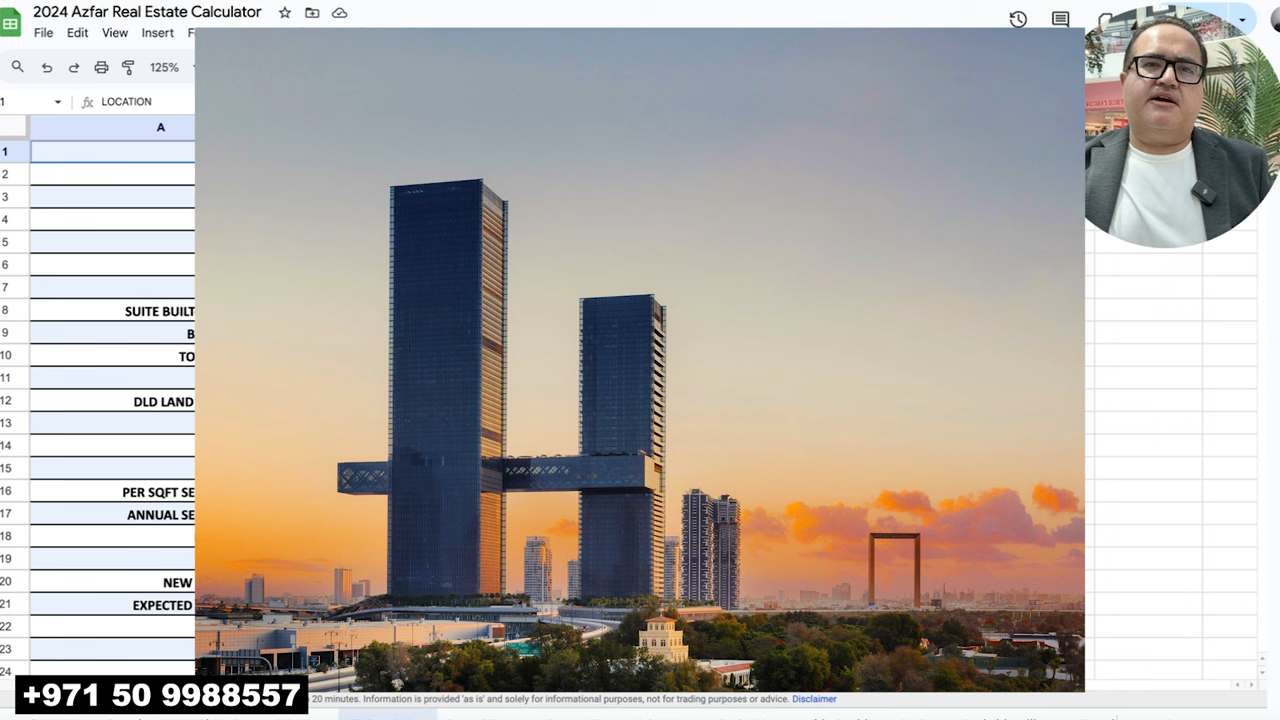 2024 Azfar Real Estate Calculator
File Edit View Insert
125%
LOCATION
A
1
2
3
4
5
6
7
8 SUITE BUILT
9 B
10 TO
11
12 DLD LAND
13
14
15
16 PER SQFT SE
17 ANNUAL SE
18
19
20 NEW
21 EXPECTED
22
23
24
20 minutes. Information is provided 'as is' and solely for informational purposes, not for trading purposes or advice. Disclaimer
+971 50 9988557